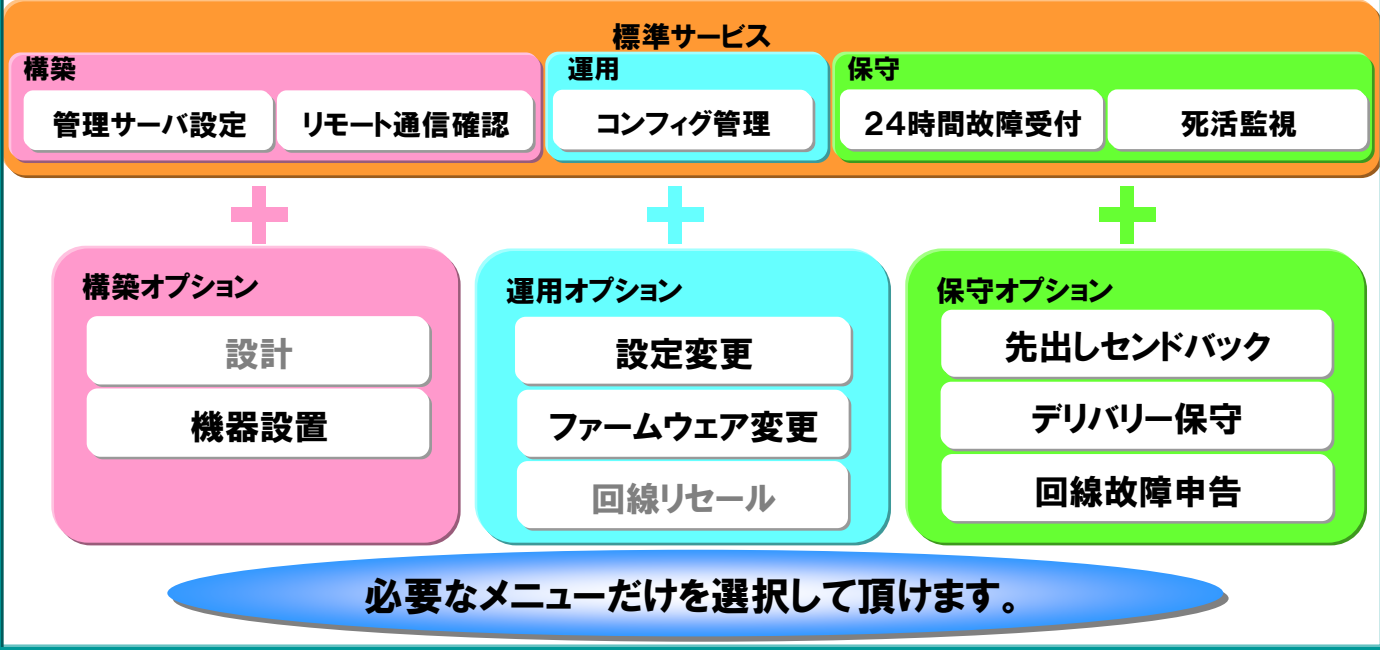 標準サービス
構築
管理サーバ設定
リモート通信確認
運用
コンフィグ管理
保守
24時間故障受付
死活監視
構築オプション
設計
機器設置
運用オプション
設定変更
ファームウェア変更
回線リセール
保守オプション
先出しセンドバック
デリバリー保守
回線故障申告
必要なメニューだけを選択して頂けます。